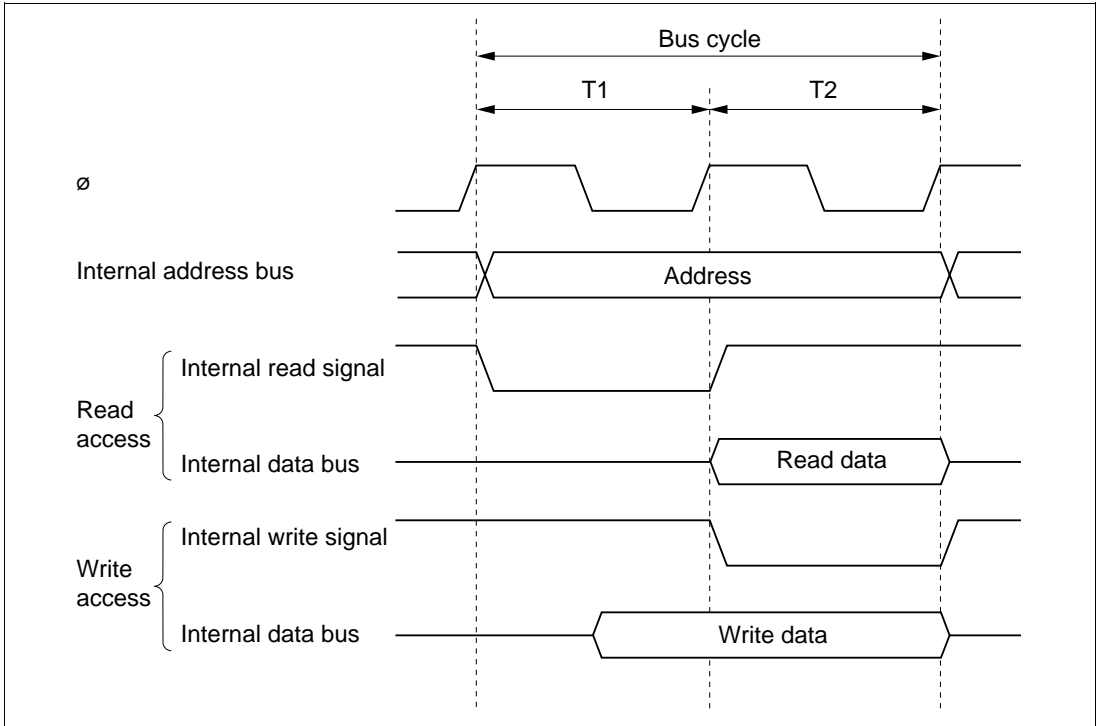 Bus cycle
T1 T2
ø
Internal address bus Address
Internal read signal
Read
access
Internal data bus Read data
Internal write signal
Write
access
Internal data bus Write data